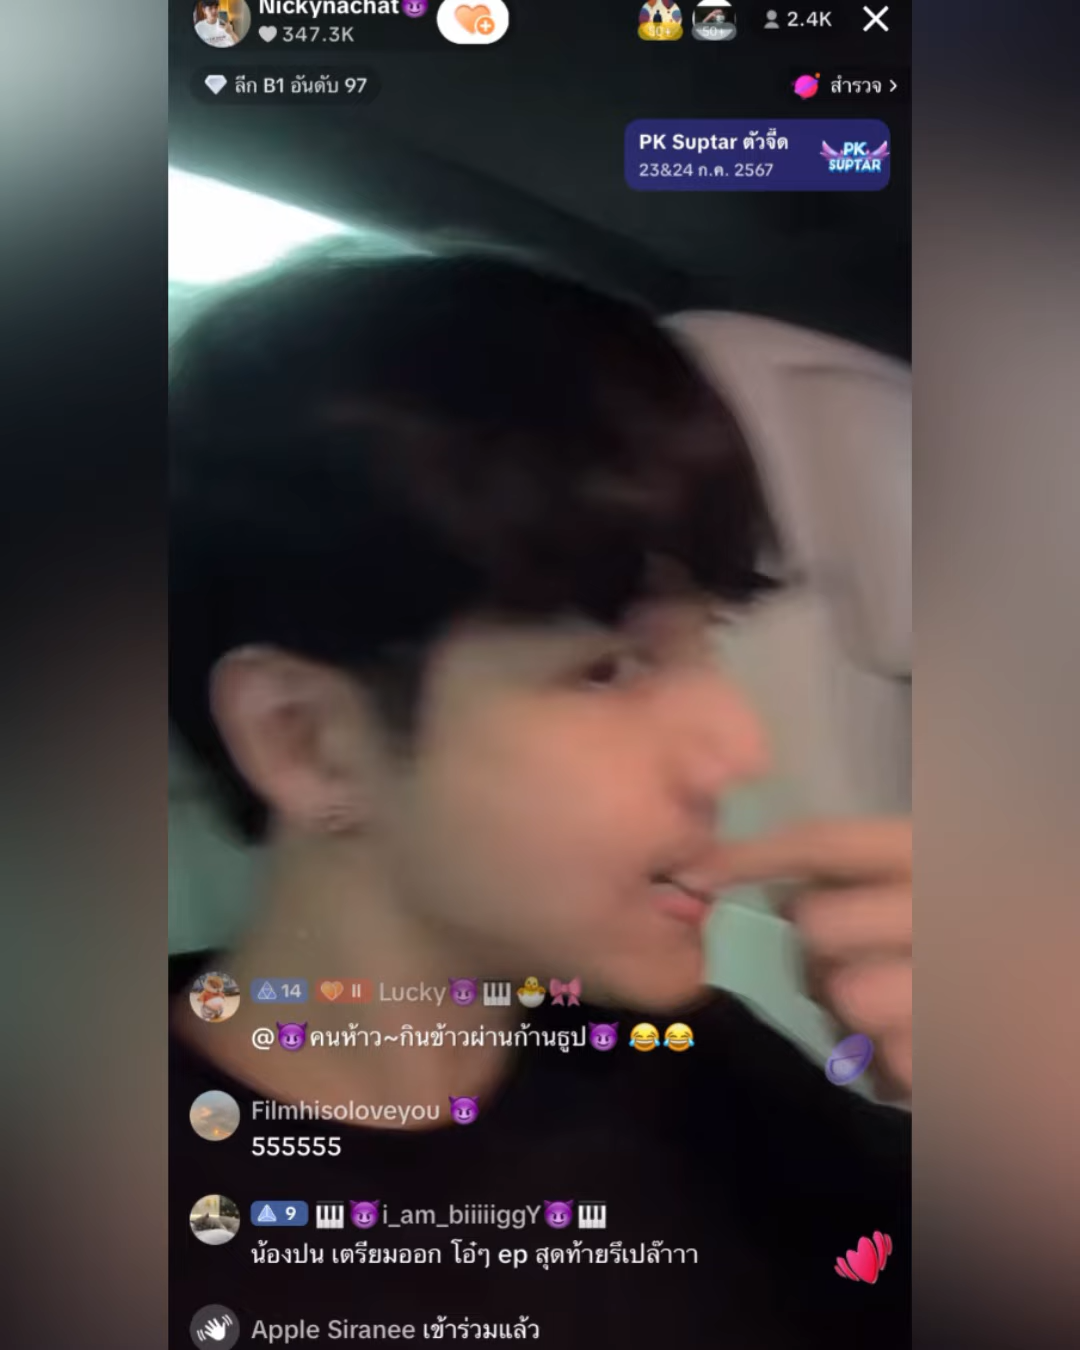 Nickynachat😈
347.3K
2.4K
ลีก B1 อันดับ 97
สำรวจ >
PK Suptar ตัวจี๊ด
23&24 ก.ค. 2567
PK
SUPTAR
14 II Lucky😈🎹🐣🎀
@😈คนห้าว~กินข้าวผ่านก้านธูป😈 😂😂
Filmhisoloveyou 😈
555555
9 🎹😈i_am_biiiiiggY😈🎹
น้องปน เตรียมออก โอ๋ๆ ep สุดท้ายรึเปล๊าาา
Apple Siranee เข้าร่วมแล้ว